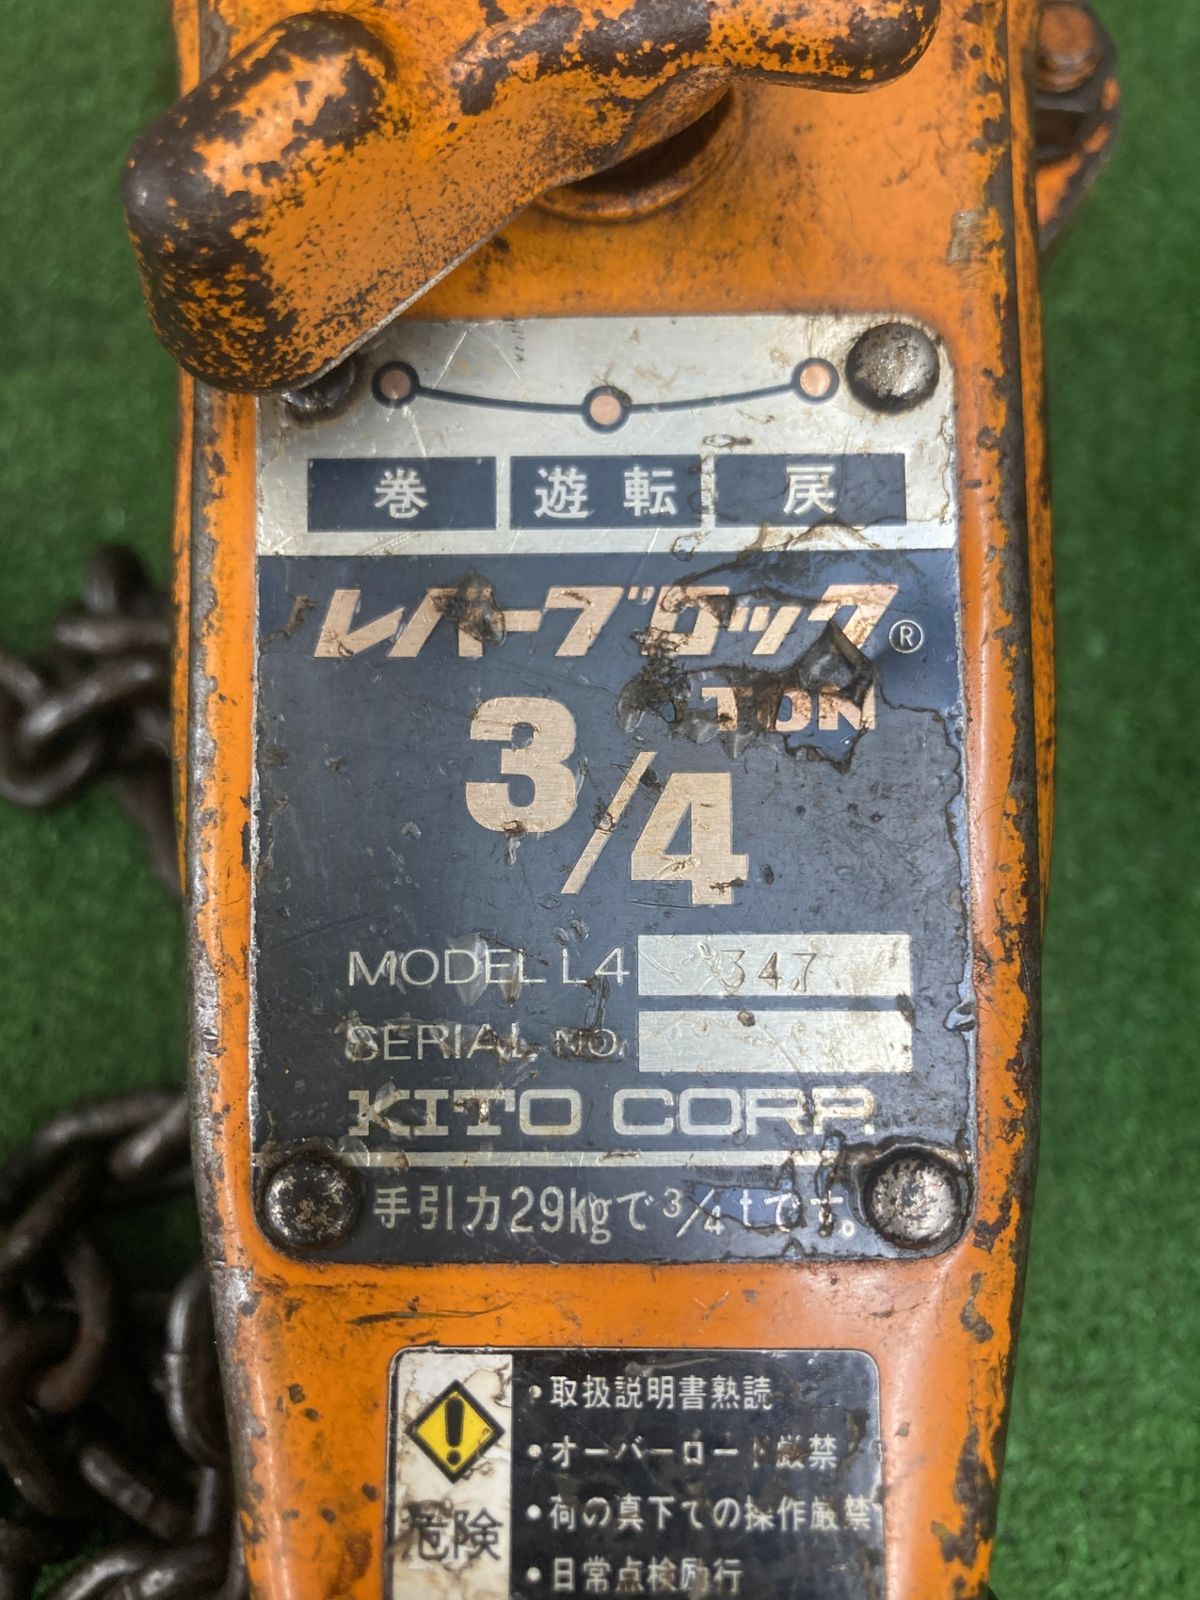 巻 遊転 戻
レバーブロック®
TON
3/4
MODEL L4 347
SERIAL NO.
KITO CORP.
手引力29kgで3/4tです。
危険
・取扱説明書熟読
・オーバーロード厳禁
・荷の真下での操作厳禁
・日常点検励行